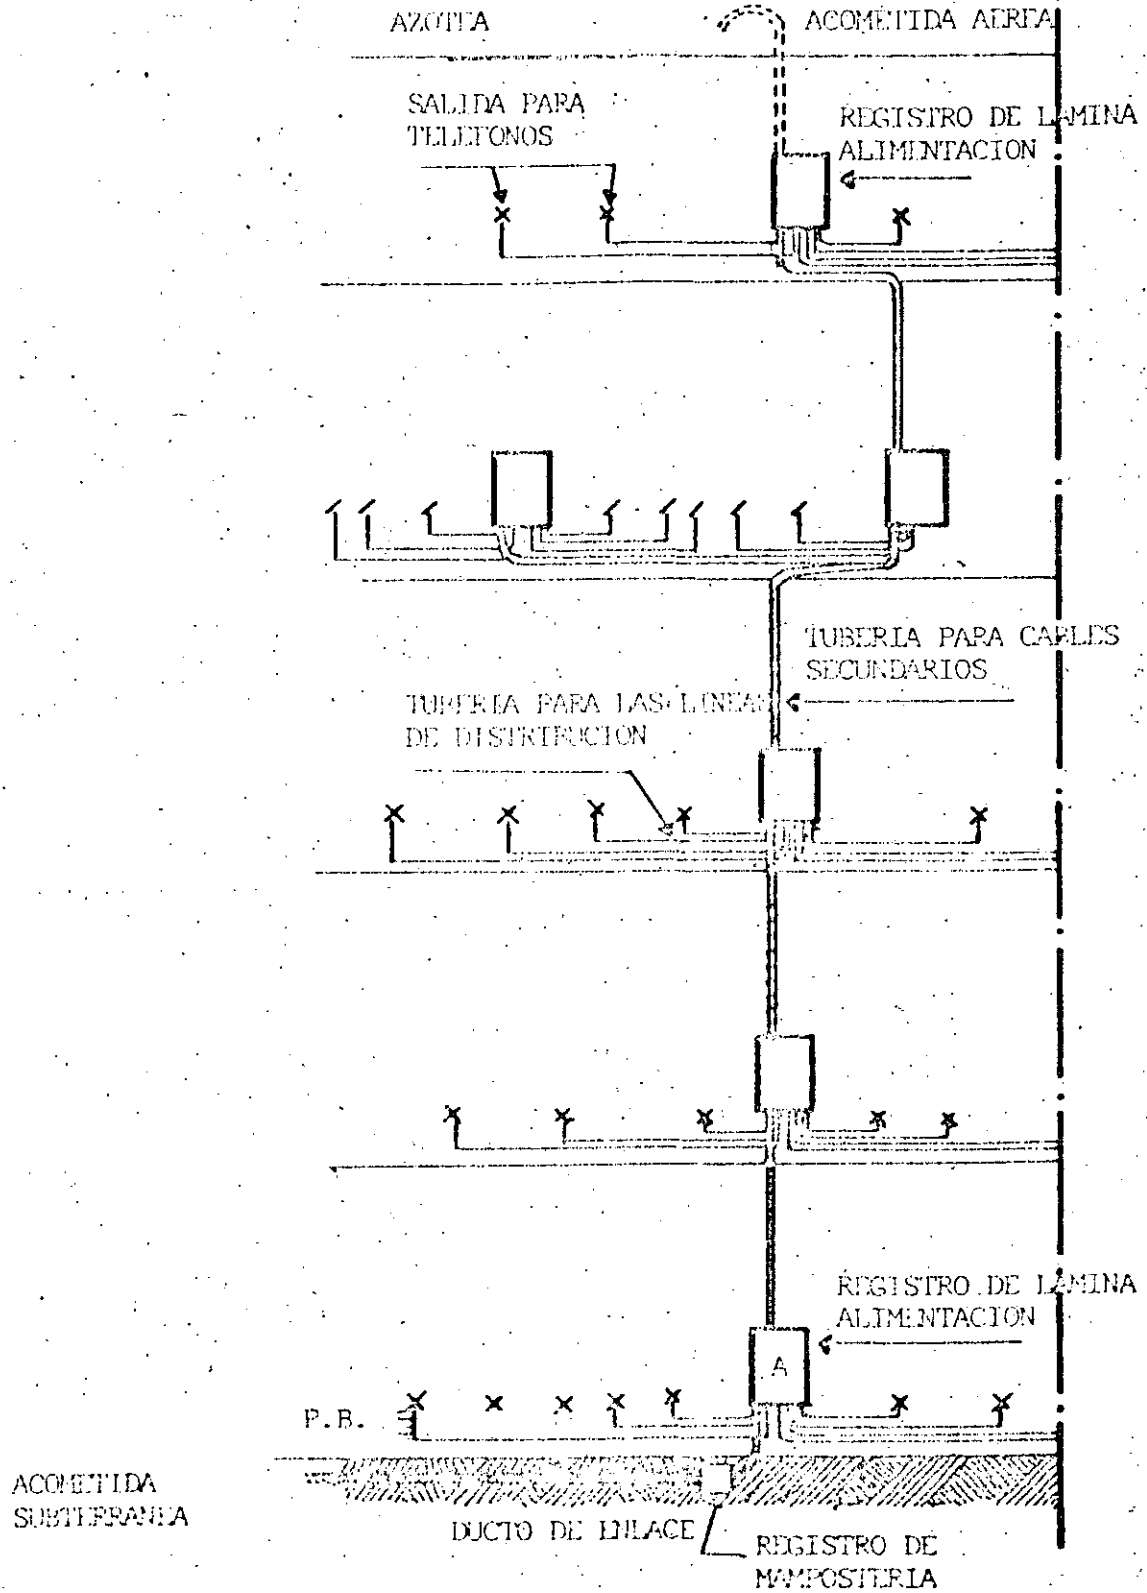 AZOTEA
ACOMETIDA AEREA
SALIDA PARA
TELEFONOS
REGISTRO DE LAMINA
ALIMENTACION
TUBERIA PARA CABLES
SECUNDARIOS
TUBERIA PARA LAS LINEAS
DE DISTRIBUCION
REGISTRO DE LAMINA
ALIMENTACION
A
P.B.
ACOMETIDA
SUBTERRANEA
DUCTO DE ENLACE
REGISTRO DE
MAMPOSTERIA